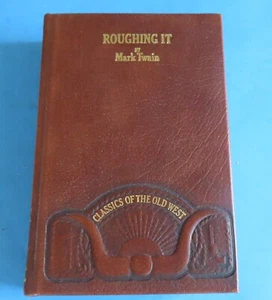 ROUGHING IT
BY
Mark Twain
CLASSICS OF THE OLD WEST